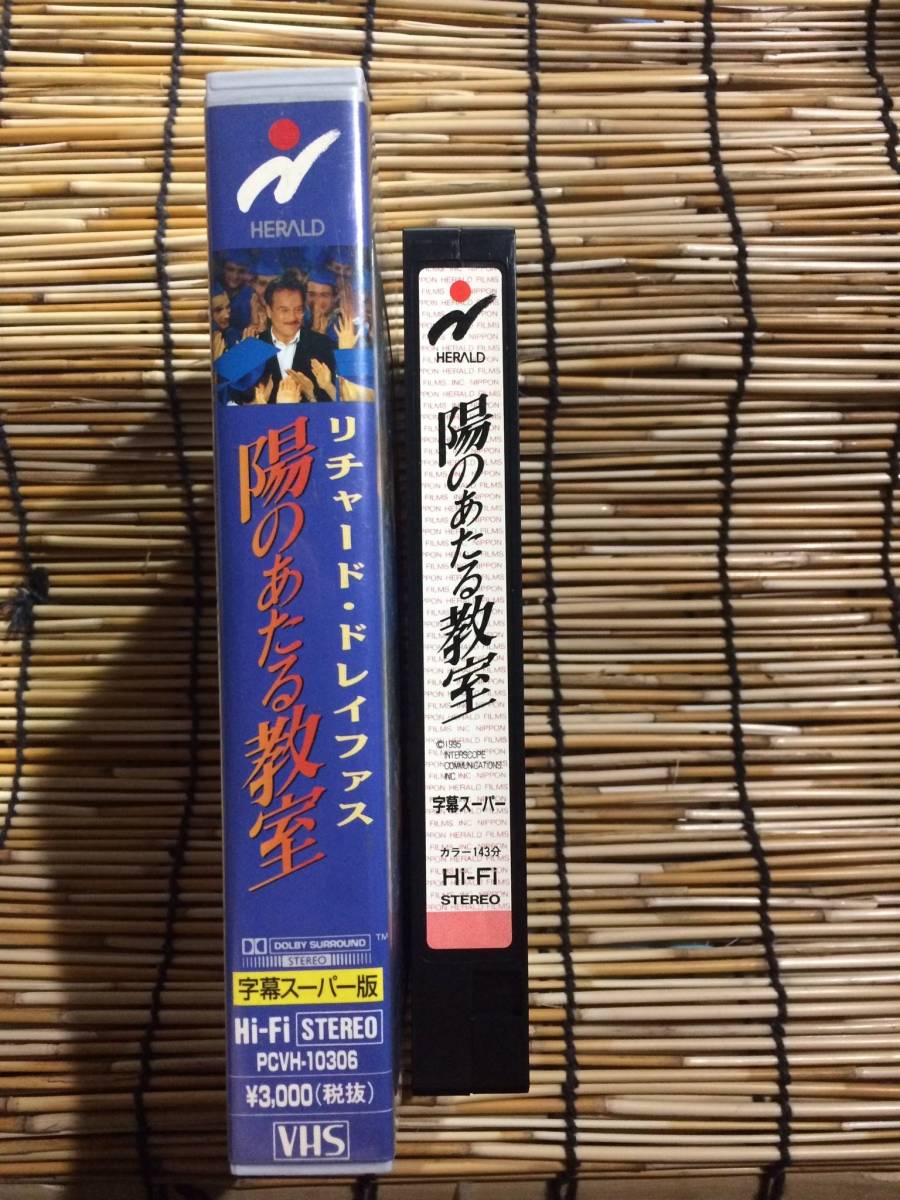 HERALD
リチャード・ドレイファス
陽のあたる教室
DOLBY SURROUND
TM
STEREO
字幕スーパー版
Hi-Fi STEREO
PCVH-10306
¥3,000(税抜)
VHS
HERALD
陽のあたる教室
©1995
INTERSCOPE
COMMUNICATIONS,
INC
字幕スーパー
カラー143分
Hi-Fi
STEREO